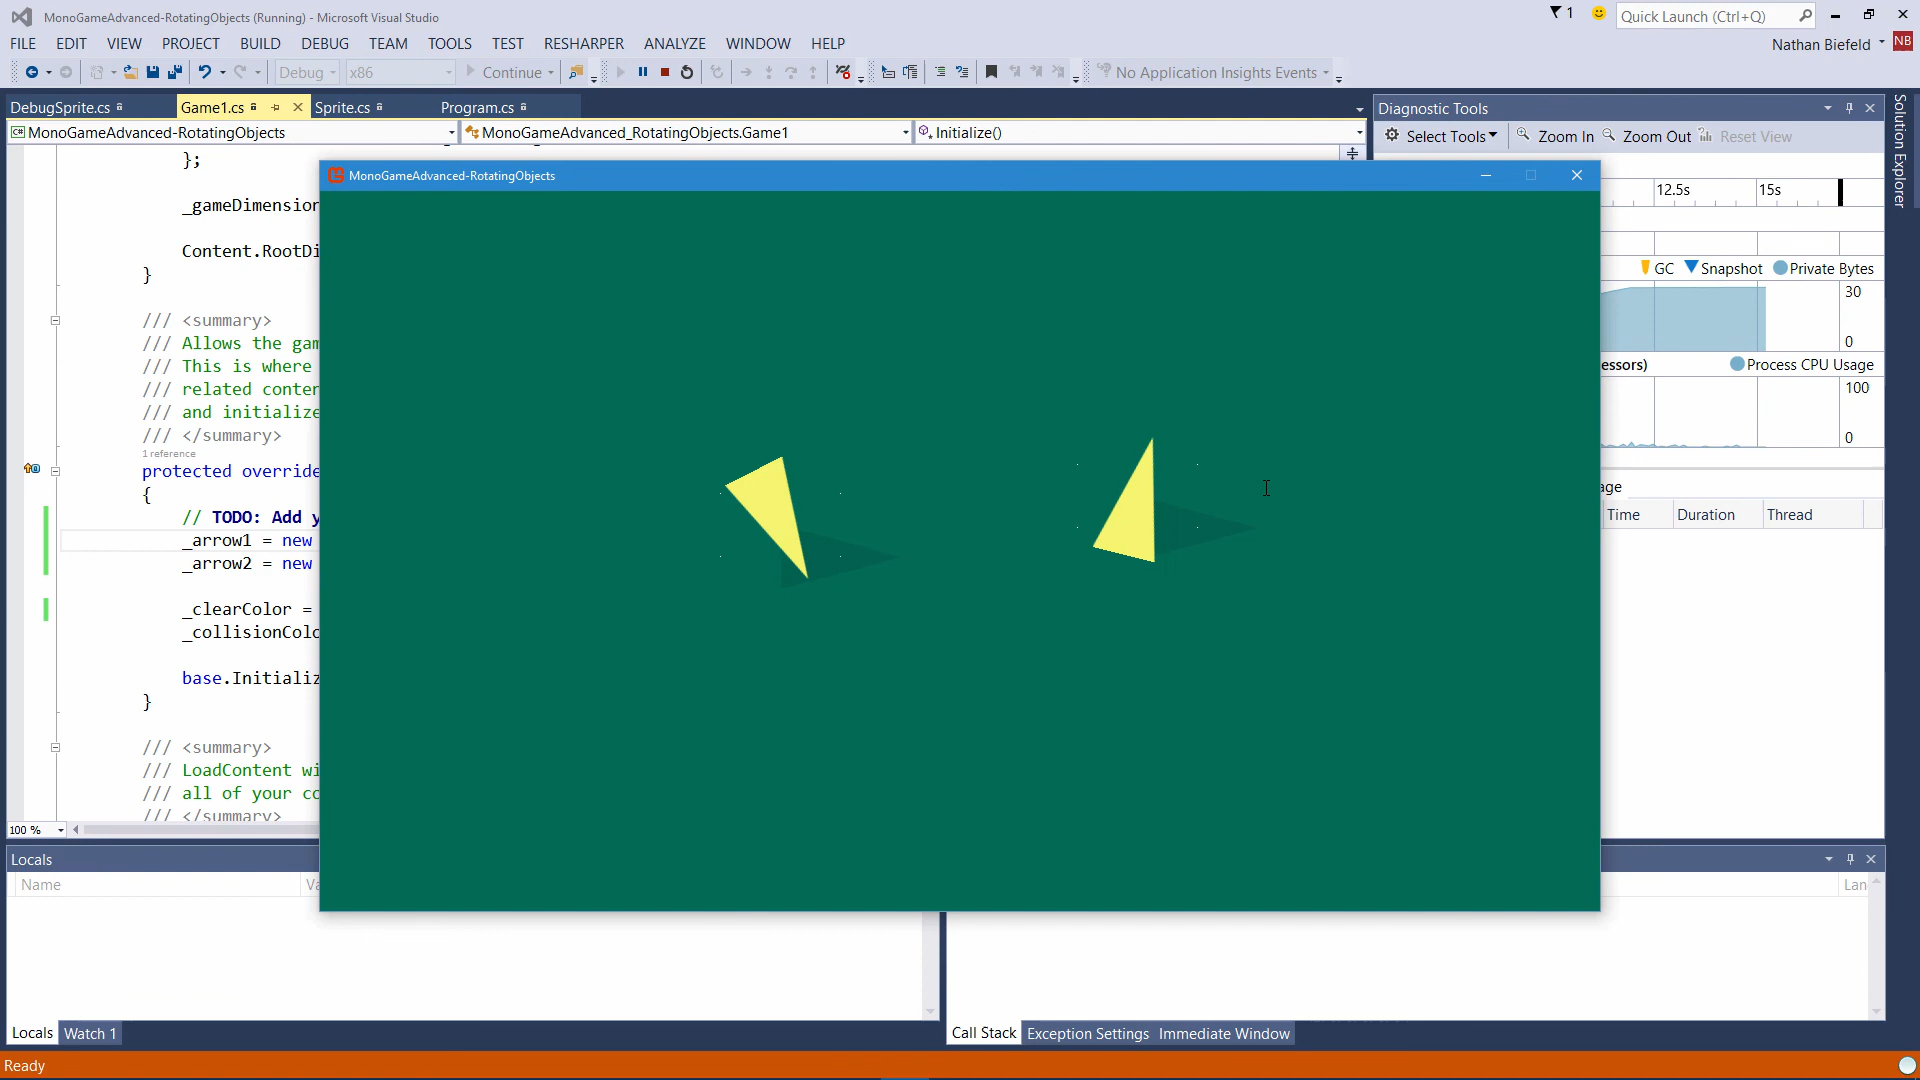 MonoGameAdvanced-RotatingObjects (Running) - Microsoft Visual Studio
1
Quick Launch (Ctrl+Q)
FILE EDIT VIEW PROJECT BUILD DEBUG TEAM TOOLS TEST RESHARPER ANALYZE WINDOW HELP
Nathan Biefeld NB
Debug x86 Continue No Application Insights Events
DebugSprite.cs Game1.cs Sprite.cs Program.cs
Diagnostic Tools
Solution Explorer
C# MonoGameAdvanced-RotatingObjects MonoGameAdvanced_RotatingObjects.Game1 Initialize()
Select Tools Zoom In Zoom Out Reset View
};
MonoGameAdvanced-RotatingObjects
12.5s 15s
_gameDimension
Content.RootDi
}
GC Snapshot Private Bytes
30
0
/// <summary>
/// Allows the gam
/// This is where
/// related conten
/// and initialize
/// </summary>
essors) Process CPU Usage
100
0
1 reference
protected override
{
age
// TODO: Add y
Time Duration Thread
_arrow1 = new
_arrow2 = new
_clearColor =
_collisionColo
base.Initializ
}
/// <summary>
/// LoadContent wi
/// all of your co
/// </summary>
100 %
Locals
Name Va
Lan
Locals Watch 1
Call Stack Exception Settings Immediate Window
Ready